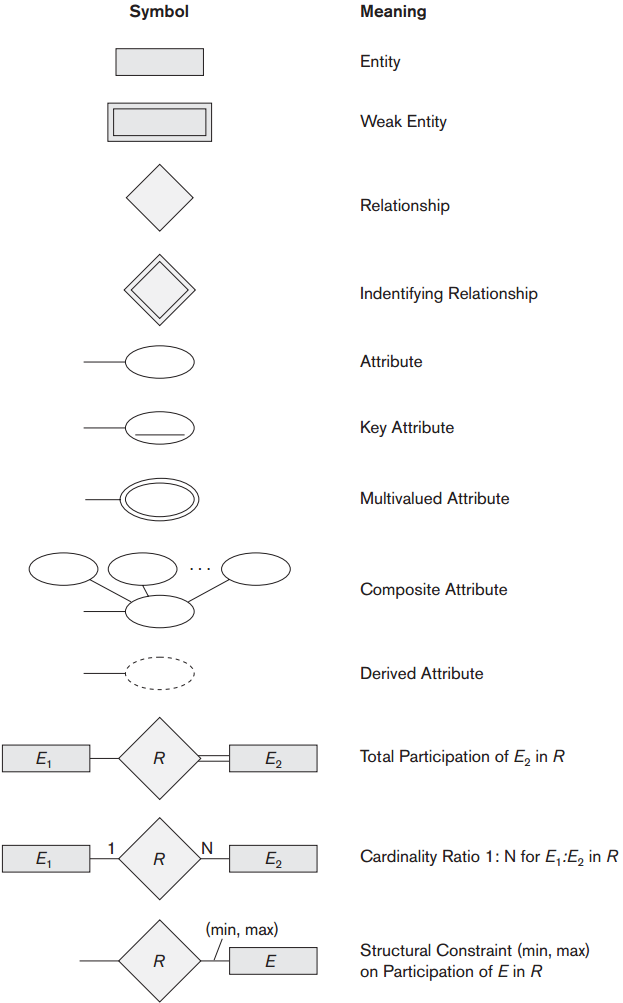 Symbol Meaning
Entity
Weak Entity
Relationship
Indentifying Relationship
Attribute
Key Attribute
Multivalued Attribute
. . .
Composite Attribute
Derived Attribute
E₁ R E₂ Total Participation of E₂ in R
E₁ 1 R N E₂ Cardinality Ratio 1: N for E₁:E₂ in R
(min, max)
R E Structural Constraint (min, max)
on Participation of E in R